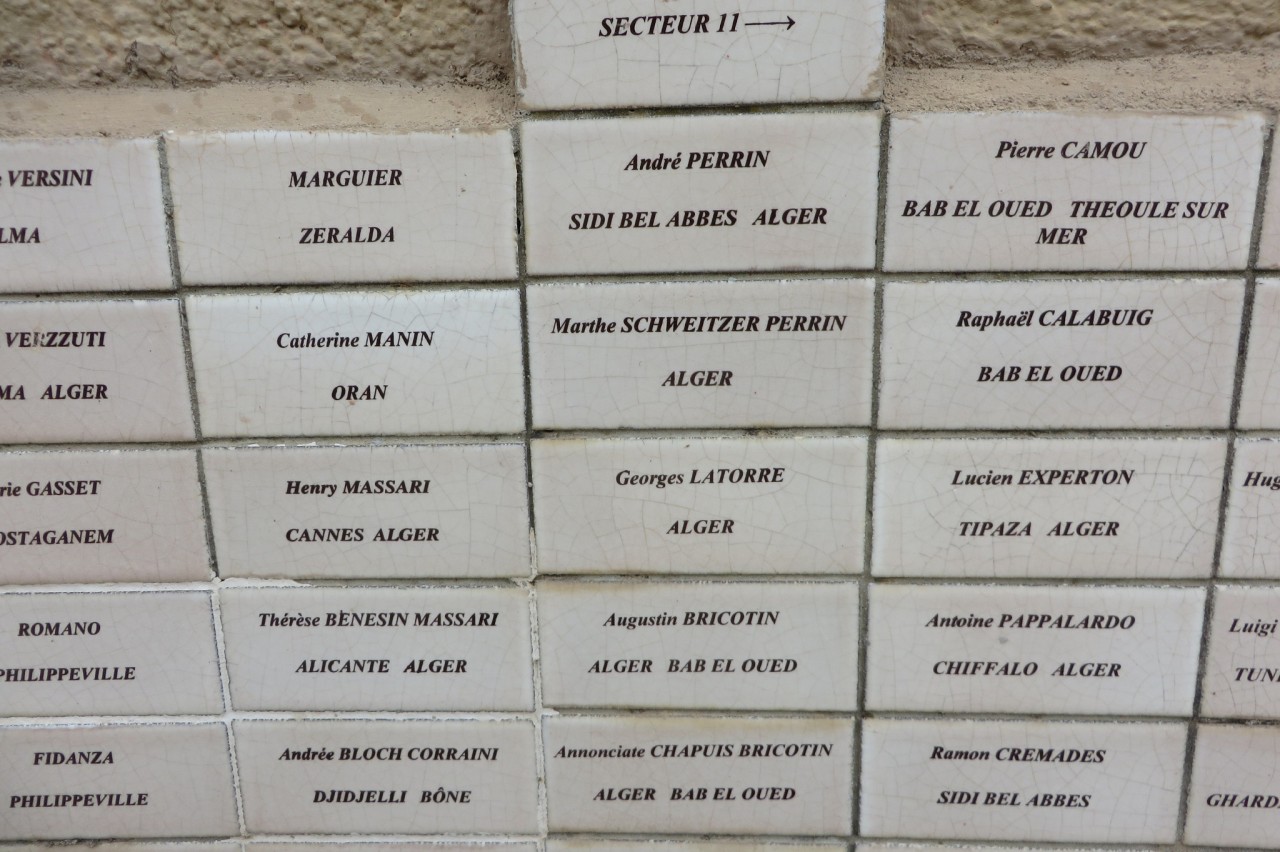 SECTEUR 11 →
VERSINI
MARGUIER
ZERALDA
André PERRIN
SIDI BEL ABBES ALGER
Pierre CAMOU
BAB EL OUED THEOULE SUR
MER
VERZZUTI
ALGER
Catherine MANIN
ORAN
Marthe SCHWEITZER PERRIN
ALGER
Raphaël CALABUIG
BAB EL OUED
GASSET
OSTAGANEM
Henry MASSARI
CANNES ALGER
Georges LATORRE
ALGER
Lucien EXPERTON
TIPAZA ALGER
Hug
ROMANO
PHILIPPEVILLE
Thérèse BENESIN MASSARI
ALICANTE ALGER
Augustin BRICOTIN
ALGER BAB EL OUED
Antoine PAPPALARDO
CHIFFALO ALGER
Luigi
FIDANZA
PHILIPPEVILLE
Andrée BLOCH CORRAINI
DJIDJELLI BÔNE
Annonciate CHAPUIS BRICOTIN
ALGER BAB EL OUED
Ramon CREMADES
SIDI BEL ABBES
GHARD